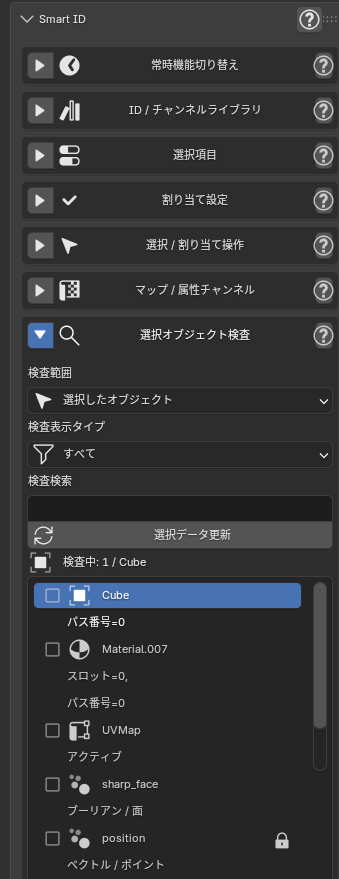 Smart ID
常時機能切り替え
ID / チャンネルライブラリ
選択項目
割り当て設定
選択 / 割り当て操作
マップ / 属性チャンネル
選択オブジェクト検査
検査範囲
選択したオブジェクト
検査表示タイプ
すべて
検査検索
選択データ更新
検査中: 1 / Cube
Cube
パス番号=0
Material.007
スロット=0,
パス番号=0
UVMap
アクティブ
sharp_face
ブーリアン / 面
position
ベクトル / ポイント